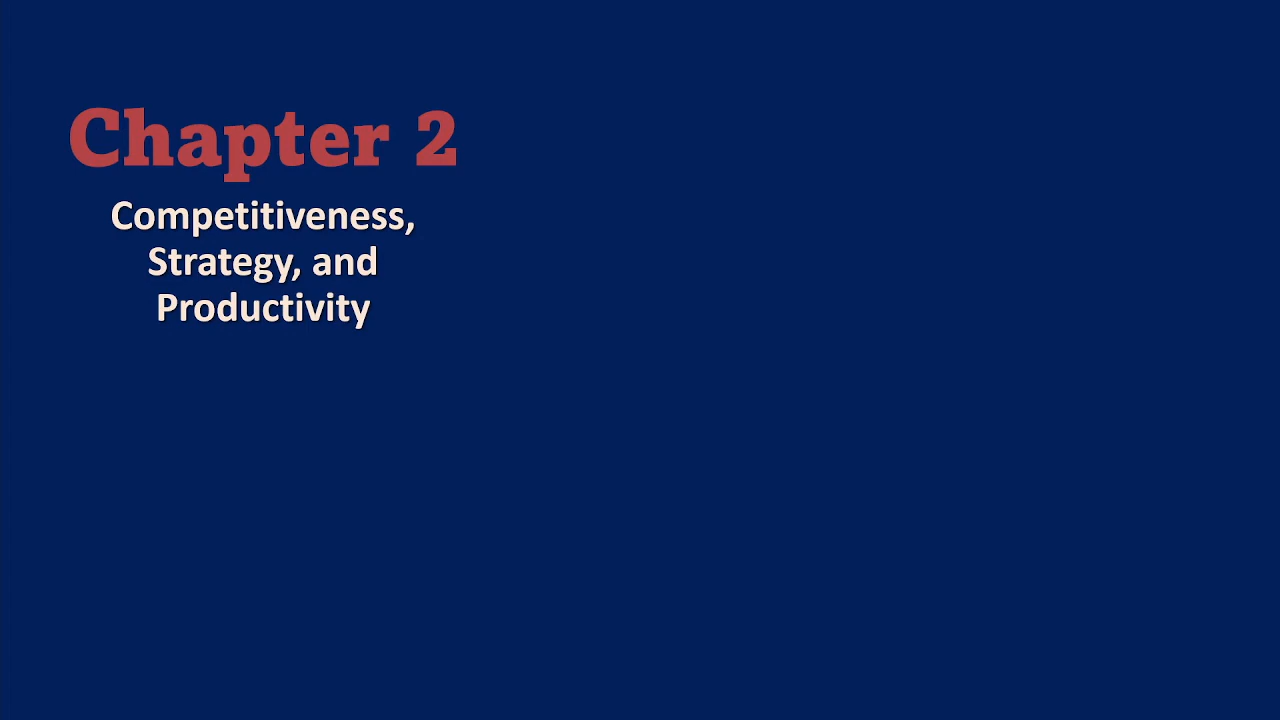 Chapter 2
Competitiveness,
Strategy, and
Productivity